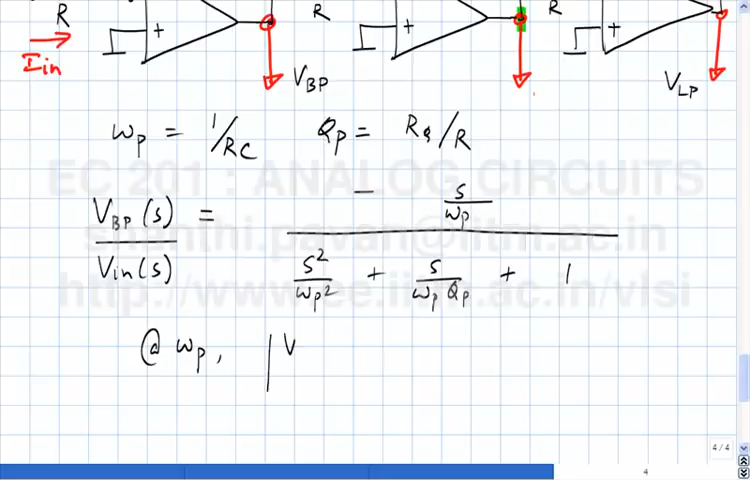 R + R + R +
Iin VBP VLP
ωp = 1/RC Qp = RQ/R
EC 201 : ANALOG CIRCUITS
VBP(s) / Vin(s) = − (s/ωp) / (s²/ωp² + s/(ωp Qp) + 1)
shanthi.pavan@iitm.ac.in
http://www.ee.iitm.ac.in/vlsi
@ ωp, |V
4 / 4
4